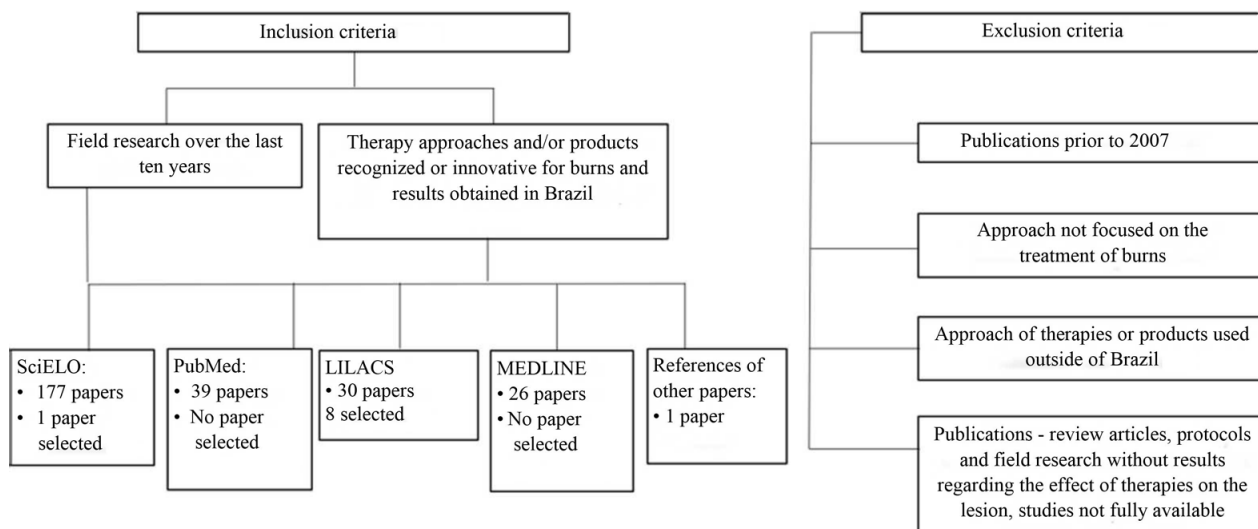 Inclusion criteria
Field research over the last
ten years
Therapy approaches and/or products
recognized or innovative for burns and
results obtained in Brazil
SciELO:
• 177 papers
• 1 paper
selected
PubMed:
• 39 papers
• No paper
selected
LILACS
• 30 papers
8 selected
MEDLINE
• 26 papers
• No paper
selected
References of
other papers:
• 1 paper
Exclusion criteria
Publications prior to 2007
Approach not focused on the
treatment of burns
Approach of therapies or products used
outside of Brazil
Publications - review articles, protocols
and field research without results
regarding the effect of therapies on the
lesion, studies not fully available